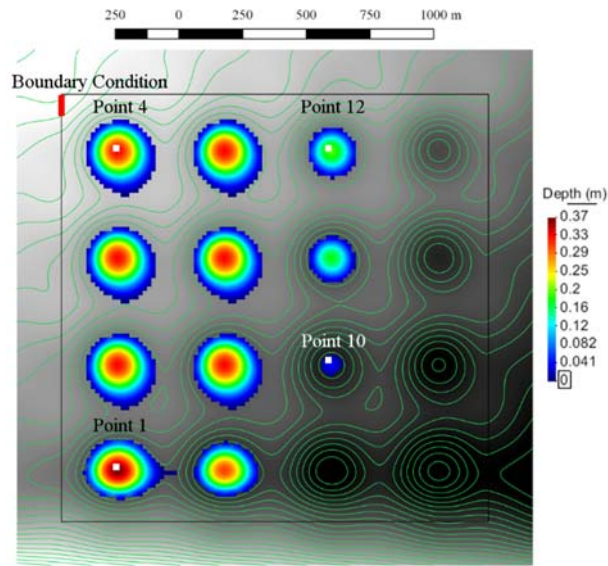 250 0 250 500 750 1000 m
Boundary Condition
Point 4
Point 12
Depth (m)
0.37
0.33
0.29
0.25
0.20
0.16
0.12
0.082
0.041
0
Point 10
Point 1